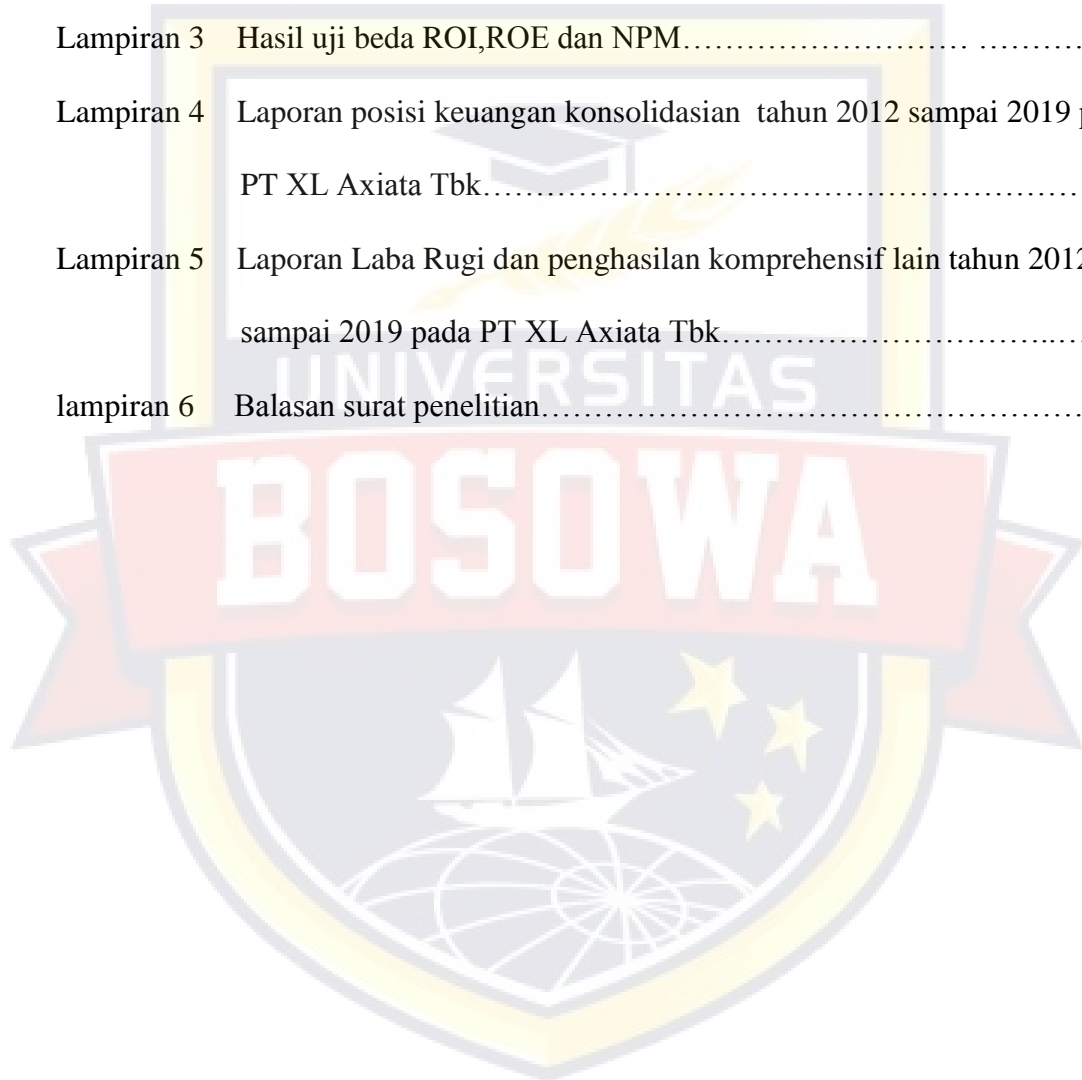 Lampiran 3 Hasil uji beda ROI,ROE dan NPM……………………… ……….
Lampiran 4 Laporan posisi keuangan konsolidasian tahun 2012 sampai 2019
PT XL Axiata Tbk…………………………………………………
Lampiran 5 Laporan Laba Rugi dan penghasilan komprehensif lain tahun 2012
sampai 2019 pada PT XL Axiata Tbk…………………………..…
lampiran 6 Balasan surat penelitian……………………………………………
UNIVERSITAS
BOSOWA